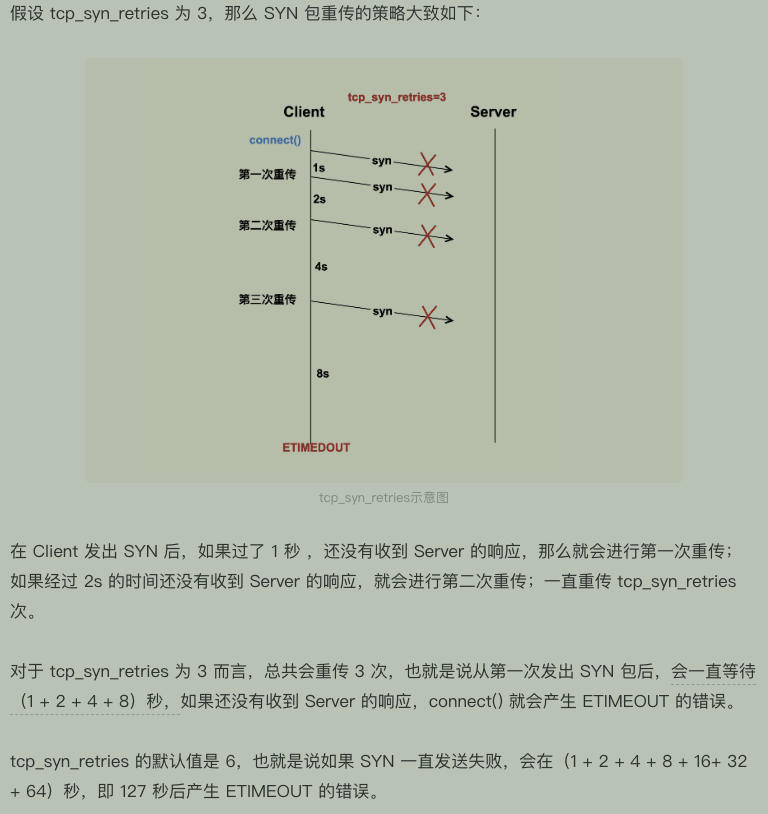 假设 tcp_syn_retries 为 3，那么 SYN 包重传的策略大致如下：
tcp_syn_retries=3
Client
Server
connect()
syn
1s
第一次重传
syn
2s
第二次重传
syn
4s
第三次重传
syn
8s
ETIMEDOUT
tcp_syn_retries示意图
在 Client 发出 SYN 后，如果过了 1 秒 ，还没有收到 Server 的响应，那么就会进行第一次重传；
如果经过 2s 的时间还没有收到 Server 的响应，就会进行第二次重传；一直重传 tcp_syn_retries
次。
对于 tcp_syn_retries 为 3 而言，总共会重传 3 次，也就是说从第一次发出 SYN 包后，会一直等待
（1 + 2 + 4 + 8）秒，如果还没有收到 Server 的响应，connect() 就会产生 ETIMEOUT 的错误。
tcp_syn_retries 的默认值是 6，也就是说如果 SYN 一直发送失败，会在（1 + 2 + 4 + 8 + 16+ 32
+ 64）秒，即 127 秒后产生 ETIMEOUT 的错误。